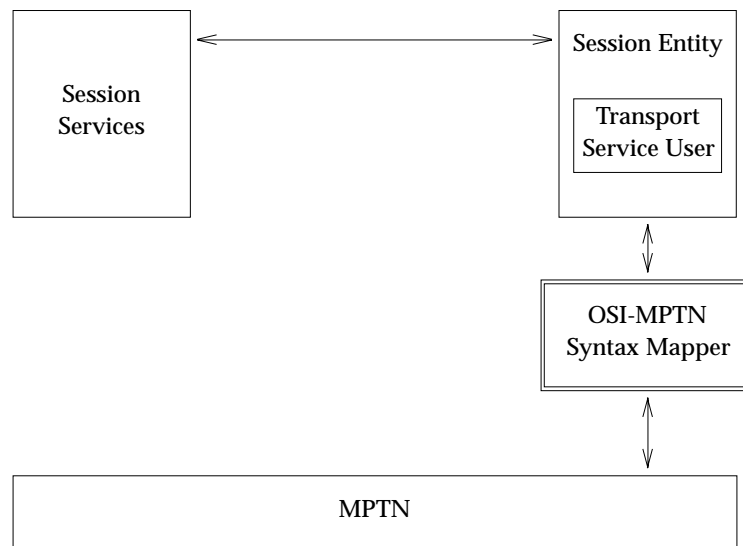 Session
Services
Session Entity
Transport
Service User
OSI-MPTN
Syntax Mapper
MPTN